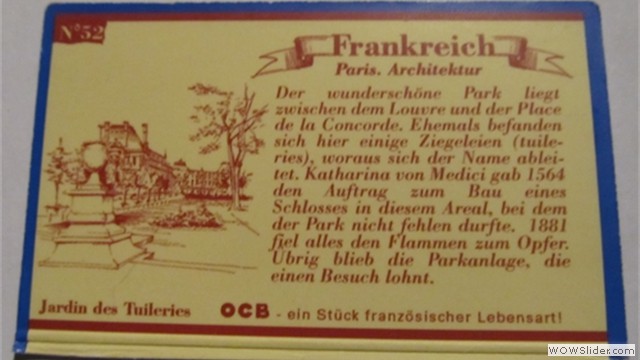 N°52
Frankreich
Paris. Architektur
Der wunderschöne Park liegt
zwischen dem Louvre und der Place
de la Concorde. Ehemals befanden
sich hier einige Ziegeleien (tuile-
ries), woraus sich der Name ablei-
tet. Katharina von Medici gab 1564
den Auftrag zum Bau eines
Schlosses in diesem Areal, bei dem
der Park nicht fehlen durfte. 1881
fiel alles den Flammen zum Opfer.
Übrig blieb die Parkanlage, die
einen Besuch lohnt.
Jardin des Tuileries
OCB - ein Stück französischer Lebensart!
WOWSlider.com